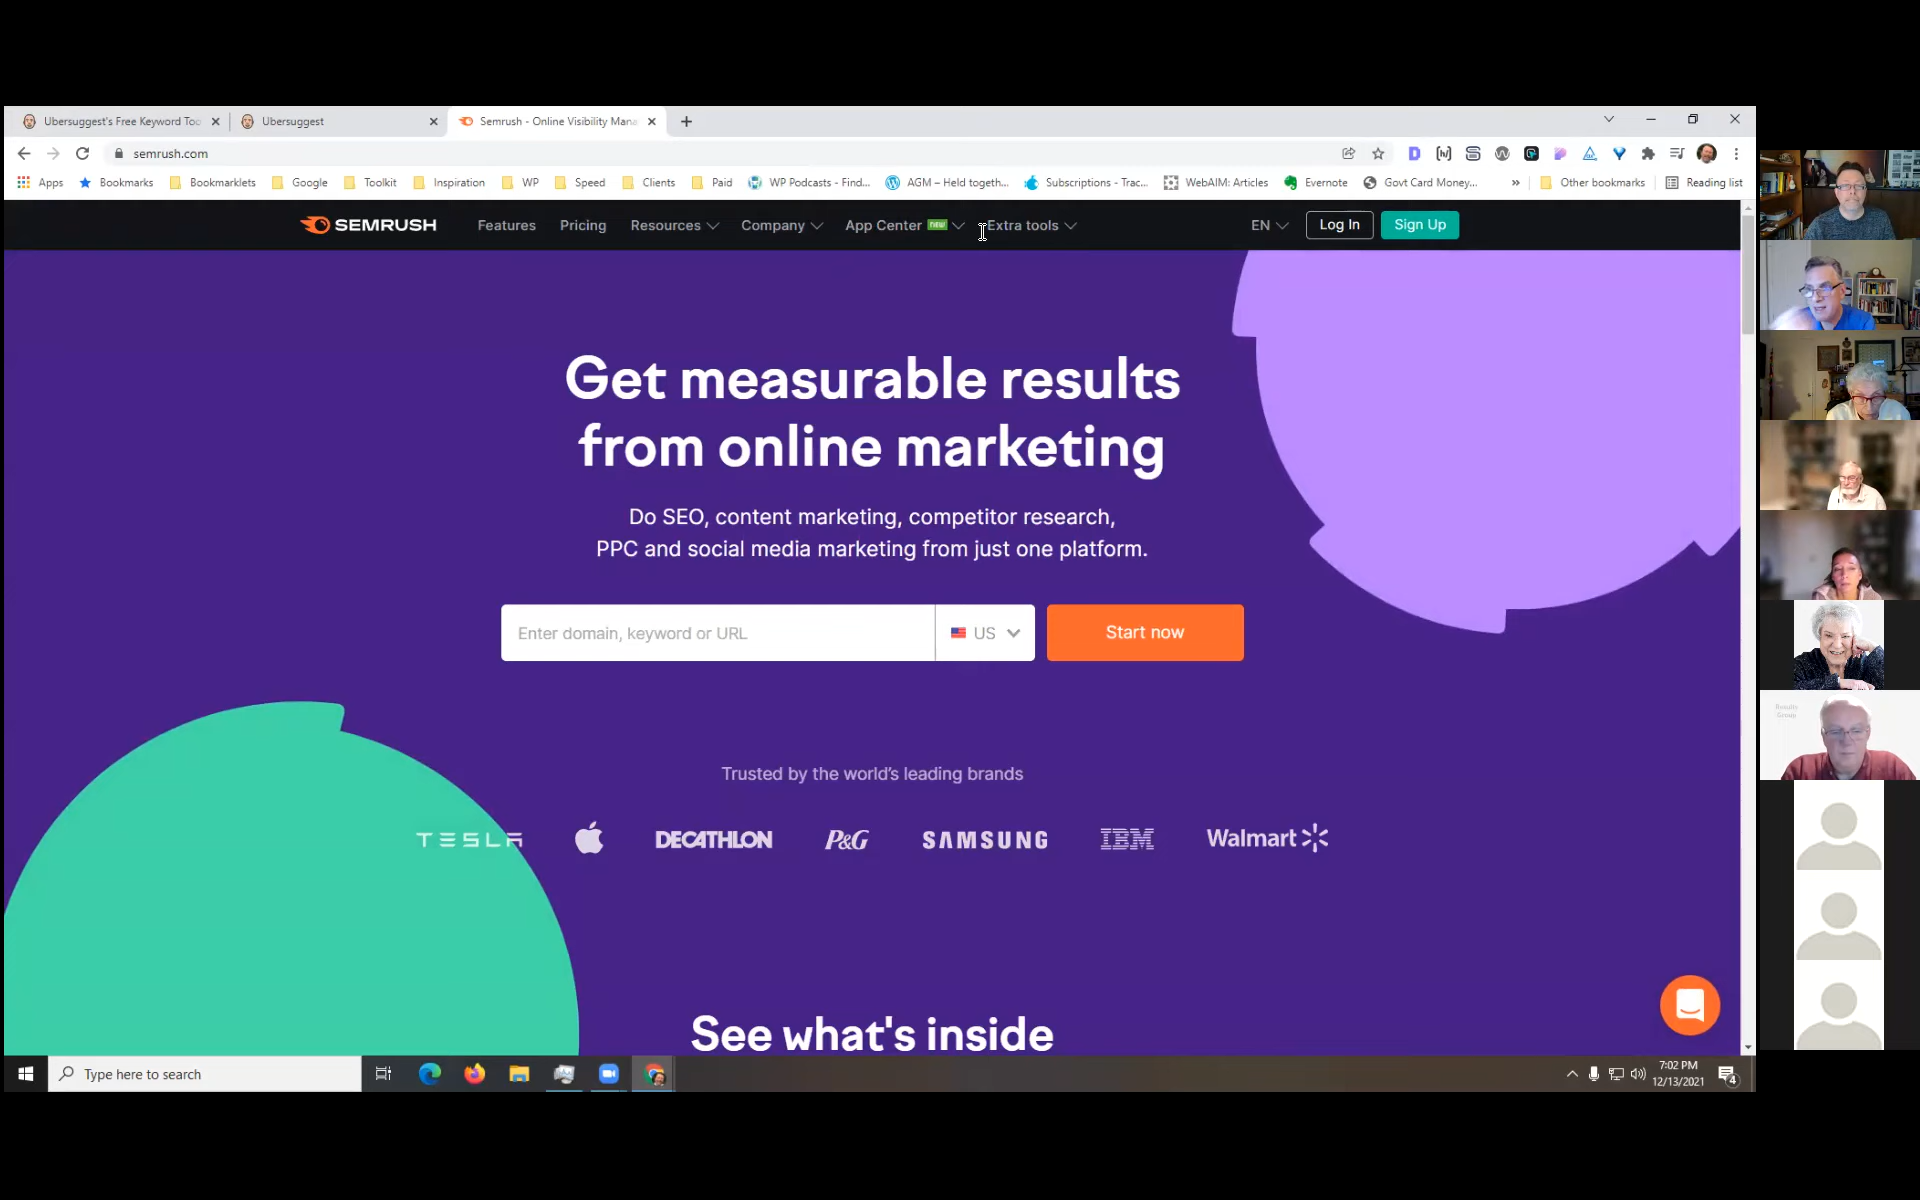 Ubersuggest's Free Keyword Too
Ubersuggest
Semrush - Online Visibility Mana
semrush.com
Apps
Bookmarks
Bookmarklets
Google
Toolkit
Inspiration
WP
Speed
Clients
Paid
WP Podcasts - Find...
AGM – Held togeth...
Subscriptions - Trac...
WebAIM: Articles
Evernote
Govt Card Money...
»
Other bookmarks
Reading list
SEMRUSH
Features
Pricing
Resources
Company
App Center new
Extra tools
EN
Log In
Sign Up
Get measurable results
from online marketing
Do SEO, content marketing, competitor research,
PPC and social media marketing from just one platform.
Enter domain, keyword or URL
US
Start now
Trusted by the world's leading brands
TESLA
DECATHLON
P&G
SAMSUNG
IBM
Walmart
See what's inside
Type here to search
7:02 PM
12/13/2021
4
Results
Group